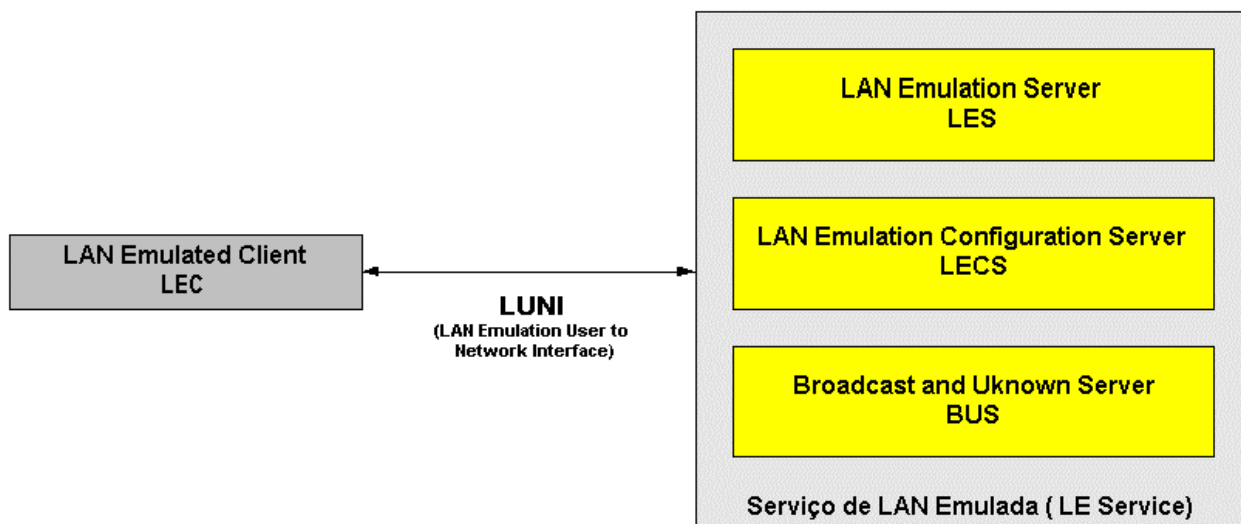 LAN Emulation Server
LES
LAN Emulation Configuration Server
LECS
LAN Emulated Client
LEC
LUNI
(LAN Emulation User to
Network Interface)
Broadcast and Uknown Server
BUS
Serviço de LAN Emulada ( LE Service)